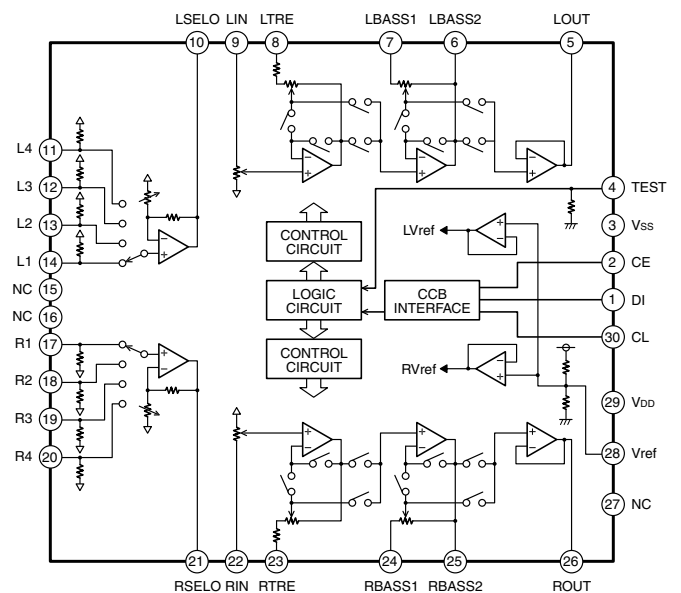 LSELO LIN LTRE LBASS1 LBASS2 LOUT
10 9 8 7 6 5
L4 11
L3 12
L2 13
L1 14
NC 15
NC 16
R1 17
R2 18
R3 19
R4 20
4 TEST
3 VSS
2 CE
1 DI
30 CL
29 VDD
28 Vref
27 NC
CONTROL
CIRCUIT
LOGIC
CIRCUIT
CONTROL
CIRCUIT
CCB
INTERFACE
LVref
RVref
− + − + − + − + + −
+ − + − + − + − − +
21 22 23 24 25 26
RSELO RIN RTRE RBASS1 RBASS2 ROUT